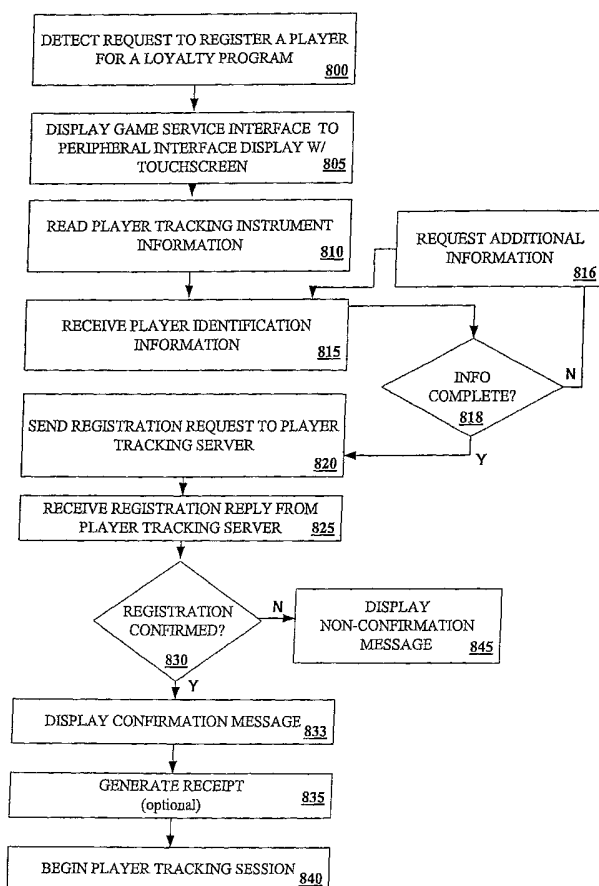 DETECT REQUEST TO REGISTER A PLAYER
FOR A LOYALTY PROGRAM
800
DISPLAY GAME SERVICE INTERFACE TO
PERIPHERAL INTERFACE DISPLAY W/
TOUCHSCREEN
805
READ PLAYER TRACKING INSTRUMENT
INFORMATION
810
REQUEST ADDITIONAL
INFORMATION
816
RECEIVE PLAYER IDENTIFICATION
INFORMATION
815
INFO
COMPLETE?
818
N
Y
SEND REGISTRATION REQUEST TO PLAYER
TRACKING SERVER
820
RECEIVE REGISTRATION REPLY FROM
PLAYER TRACKING SERVER
825
REGISTRATION
CONFIRMED?
830
N
Y
DISPLAY
NON-CONFIRMATION
MESSAGE
845
DISPLAY CONFIRMATION MESSAGE
833
GENERATE RECEIPT
(optional)
835
BEGIN PLAYER TRACKING SESSION
840